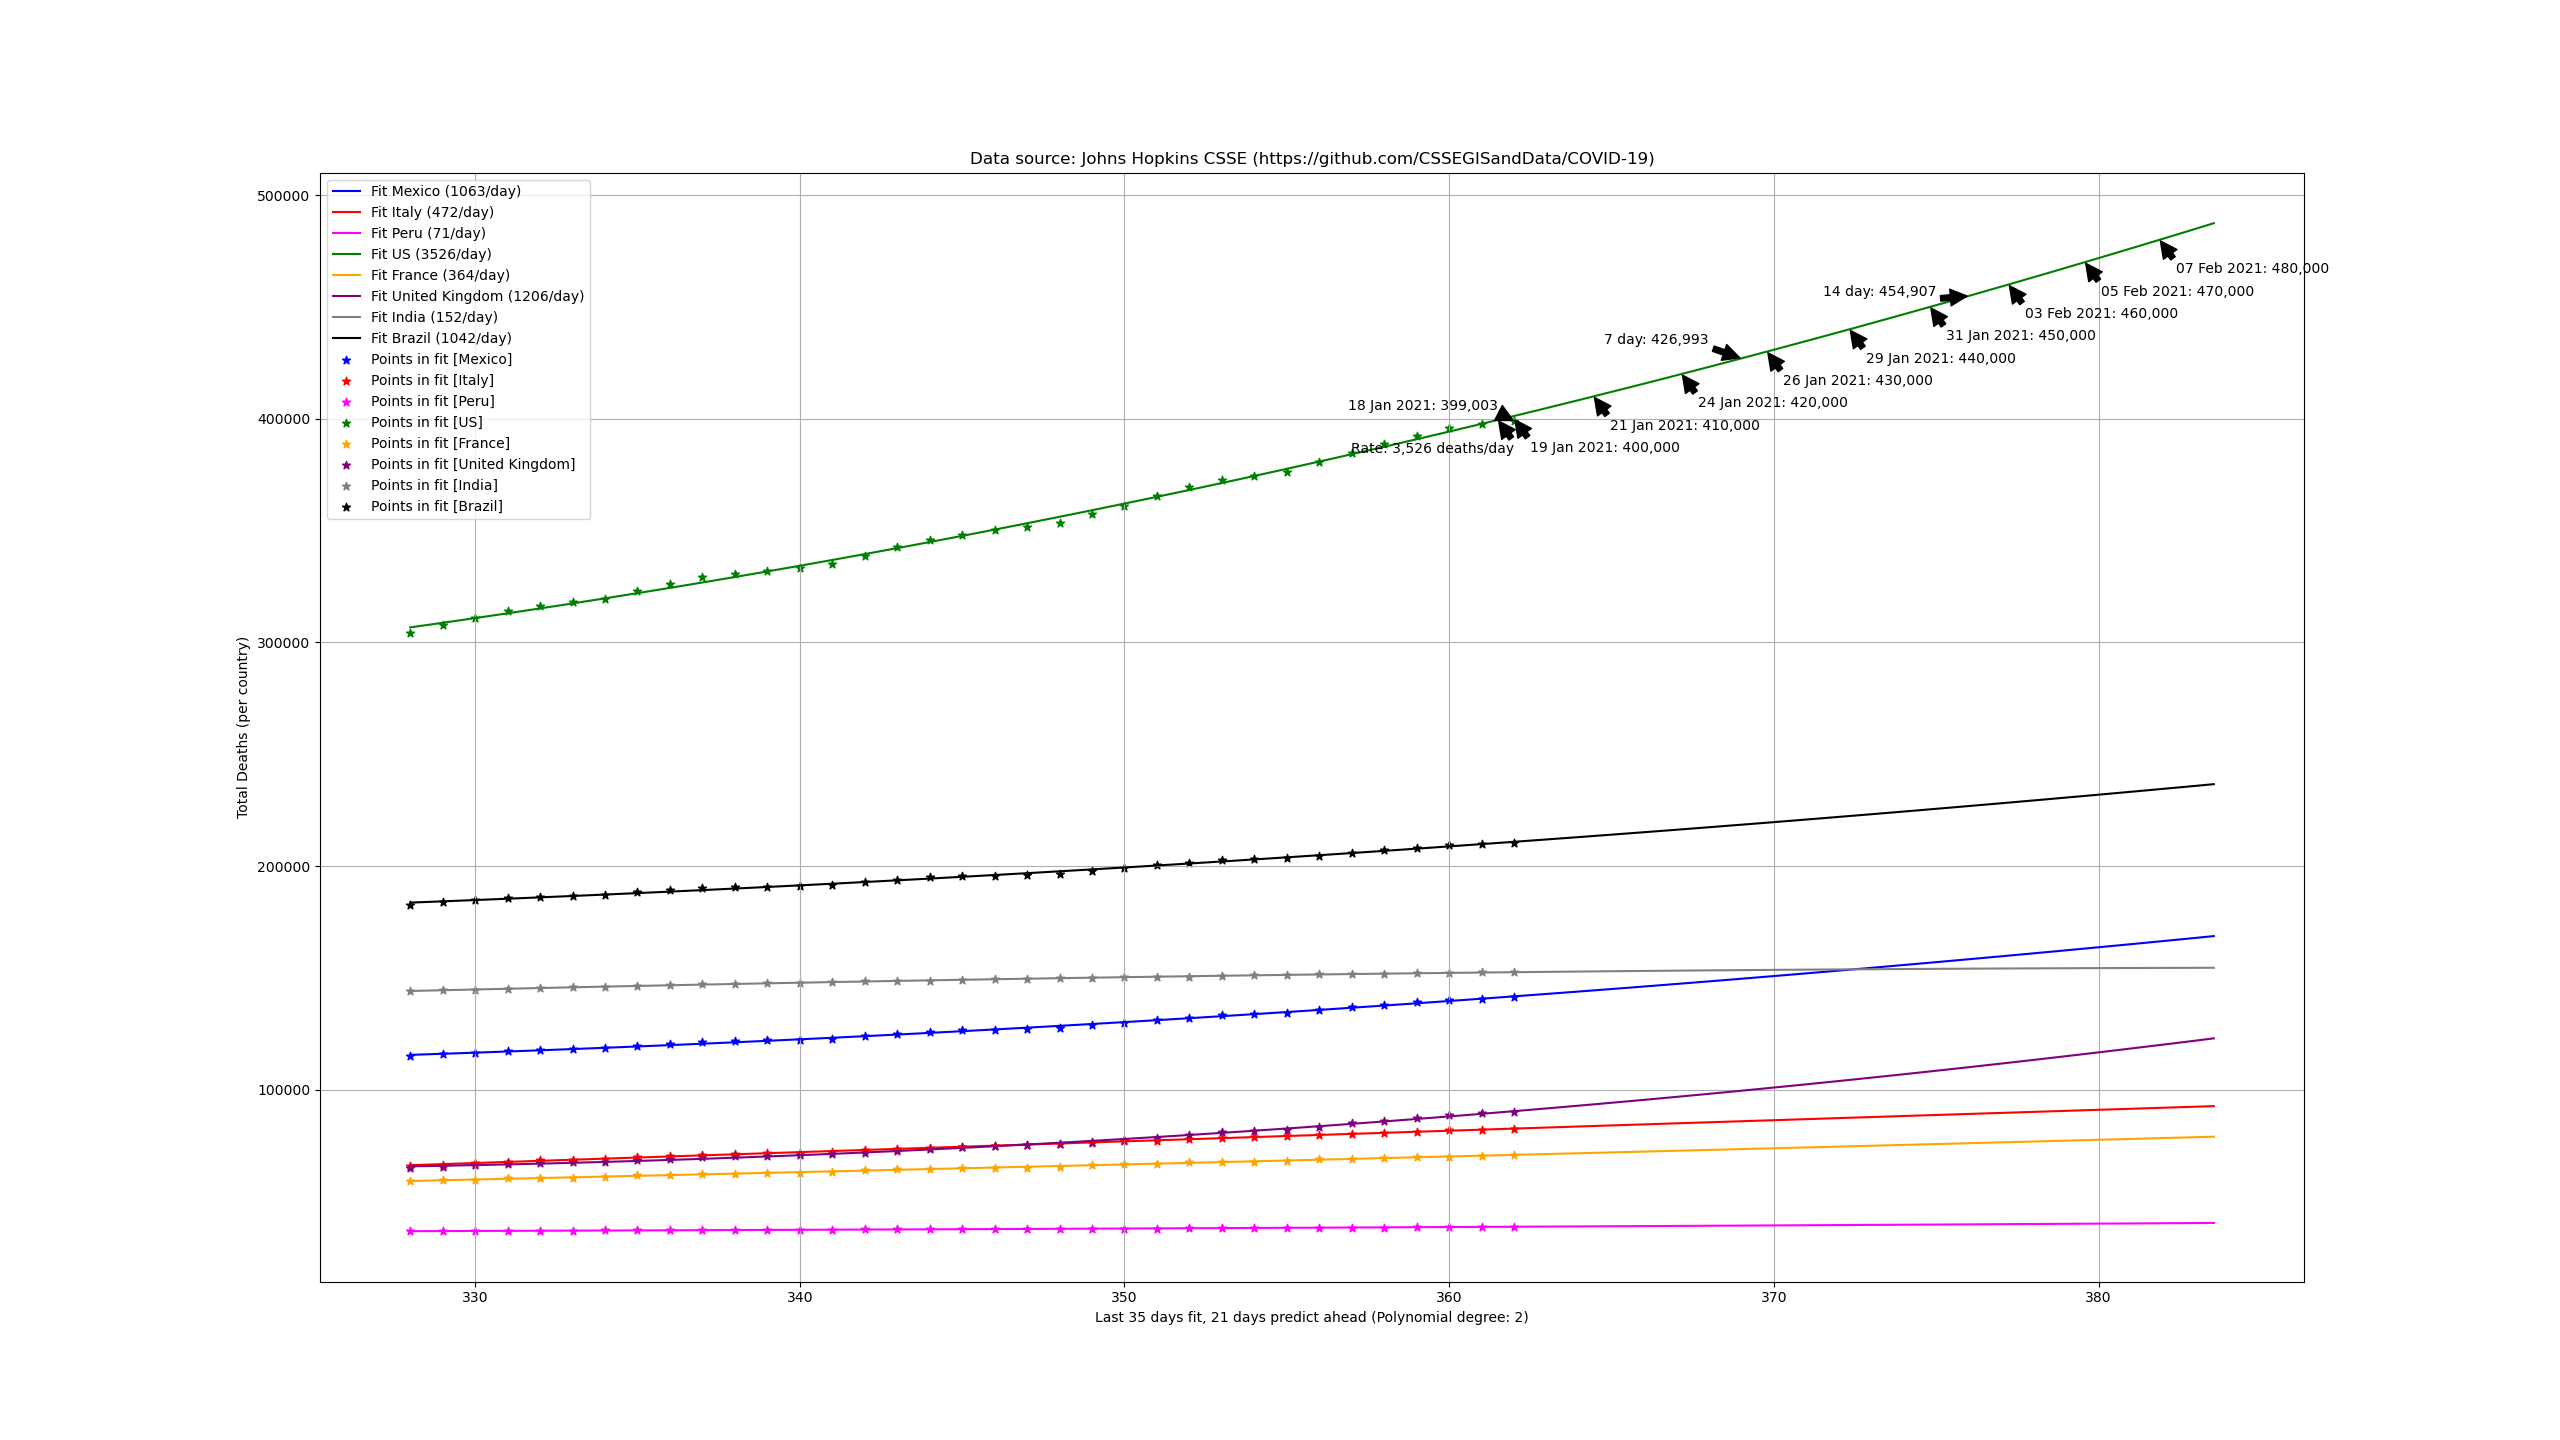 Data source: Johns Hopkins CSSE (https://github.com/CSSEGISandData/COVID-19)
Fit Mexico (1063/day)
Fit Italy (472/day)
Fit Peru (71/day)
Fit US (3526/day)
Fit France (364/day)
Fit United Kingdom (1206/day)
Fit India (152/day)
Fit Brazil (1042/day)
Points in fit [Mexico]
Points in fit [Italy]
Points in fit [Peru]
Points in fit [US]
Points in fit [France]
Points in fit [United Kingdom]
Points in fit [India]
Points in fit [Brazil]
500000
400000
300000
200000
100000
Total Deaths (per country)
18 Jan 2021: 399,003
Rate: 3,526 deaths/day
7 day: 426,993
14 day: 454,907
19 Jan 2021: 400,000
21 Jan 2021: 410,000
24 Jan 2021: 420,000
26 Jan 2021: 430,000
29 Jan 2021: 440,000
31 Jan 2021: 450,000
03 Feb 2021: 460,000
05 Feb 2021: 470,000
07 Feb 2021: 480,000
330
340
350
360
370
380
Last 35 days fit, 21 days predict ahead (Polynomial degree: 2)